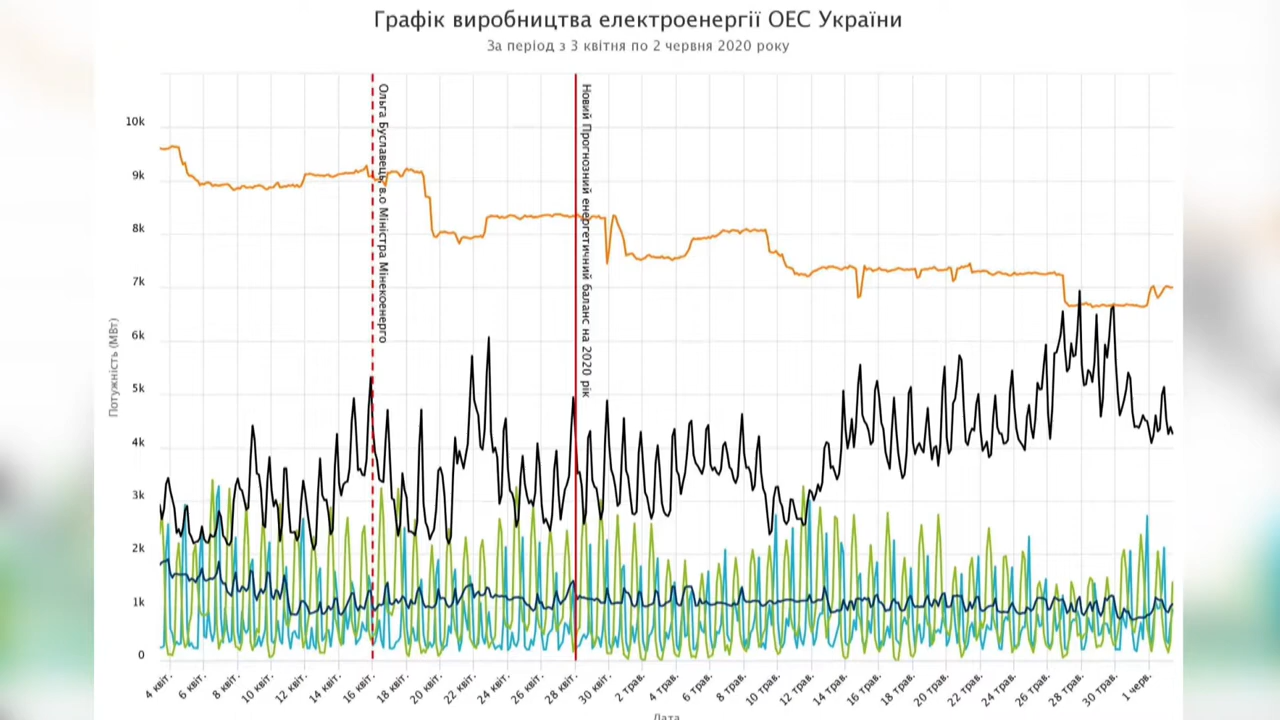 Графік виробництва електроенергії ОЕС України
За період з 3 квітня по 2 червня 2020 року
Ольга Буславець, в.о Міністра Мінекоенерго
Новий Прогнозний енергетичний баланс на 2020 рік
Потужність (МВт)
10k
9k
8k
7k
6k
5k
4k
3k
2k
1k
0
4 квіт.
6 квіт.
8 квіт.
10 квіт.
12 квіт.
14 квіт.
16 квіт.
18 квіт.
20 квіт.
22 квіт.
24 квіт.
26 квіт.
28 квіт.
30 квіт.
2 трав.
4 трав.
6 трав.
8 трав.
10 трав.
12 трав.
14 трав.
16 трав.
18 трав.
20 трав.
22 трав.
24 трав.
26 трав.
28 трав.
30 трав.
1 черв.
Дата